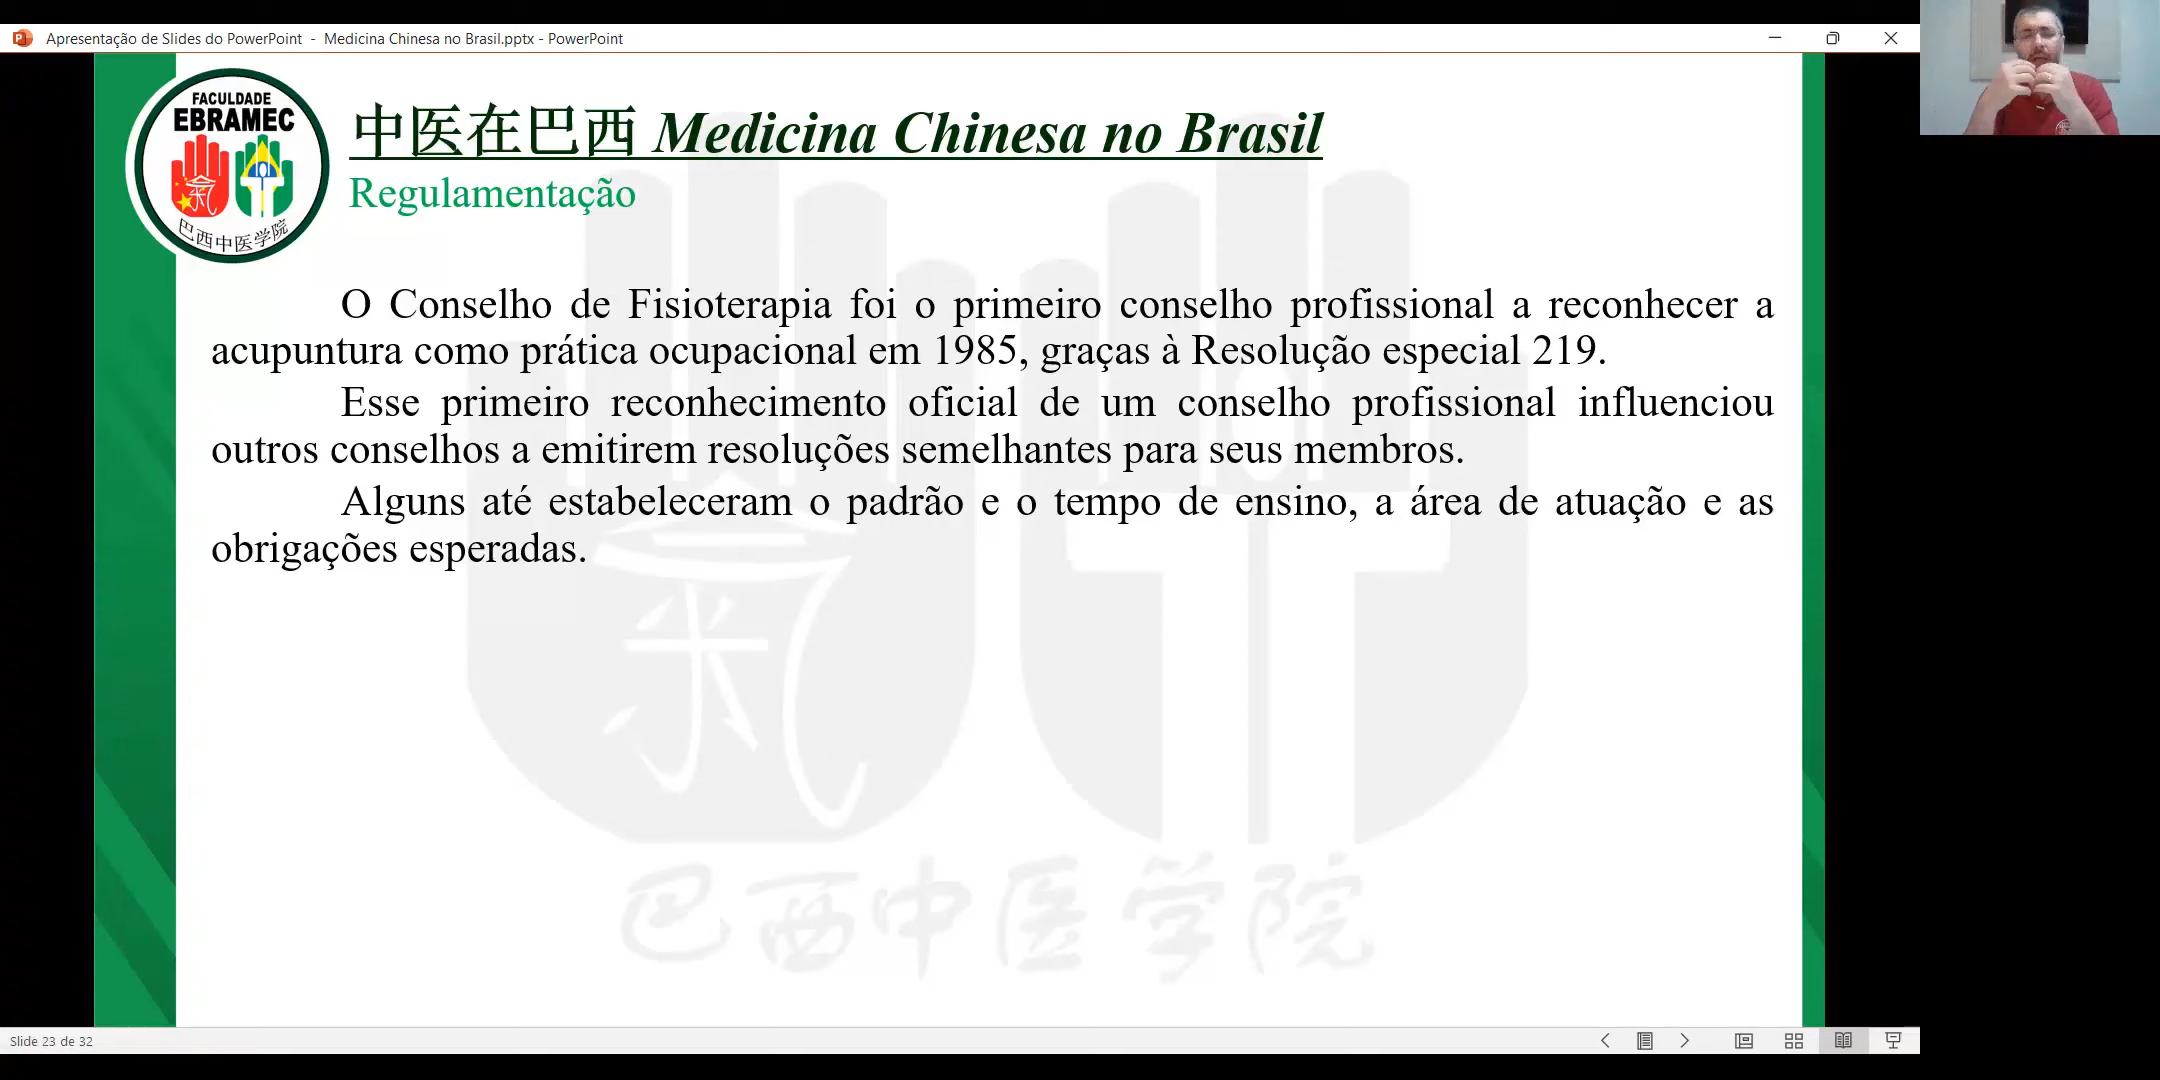 Apresentação de Slides do PowerPoint - Medicina Chinesa no Brasil.pptx - PowerPoint
FACULDADE
EBRAMEC
氣
巴西中医学院
中医在巴西 Medicina Chinesa no Brasil
Regulamentação
O Conselho de Fisioterapia foi o primeiro conselho profissional a reconhecer a
acupuntura como prática ocupacional em 1985, graças à Resolução especial 219.
Esse primeiro reconhecimento oficial de um conselho profissional influenciou
outros conselhos a emitirem resoluções semelhantes para seus membros.
Alguns até estabeleceram o padrão e o tempo de ensino, a área de atuação e as
obrigações esperadas.
氣
巴西中医学院
Slide 23 de 32